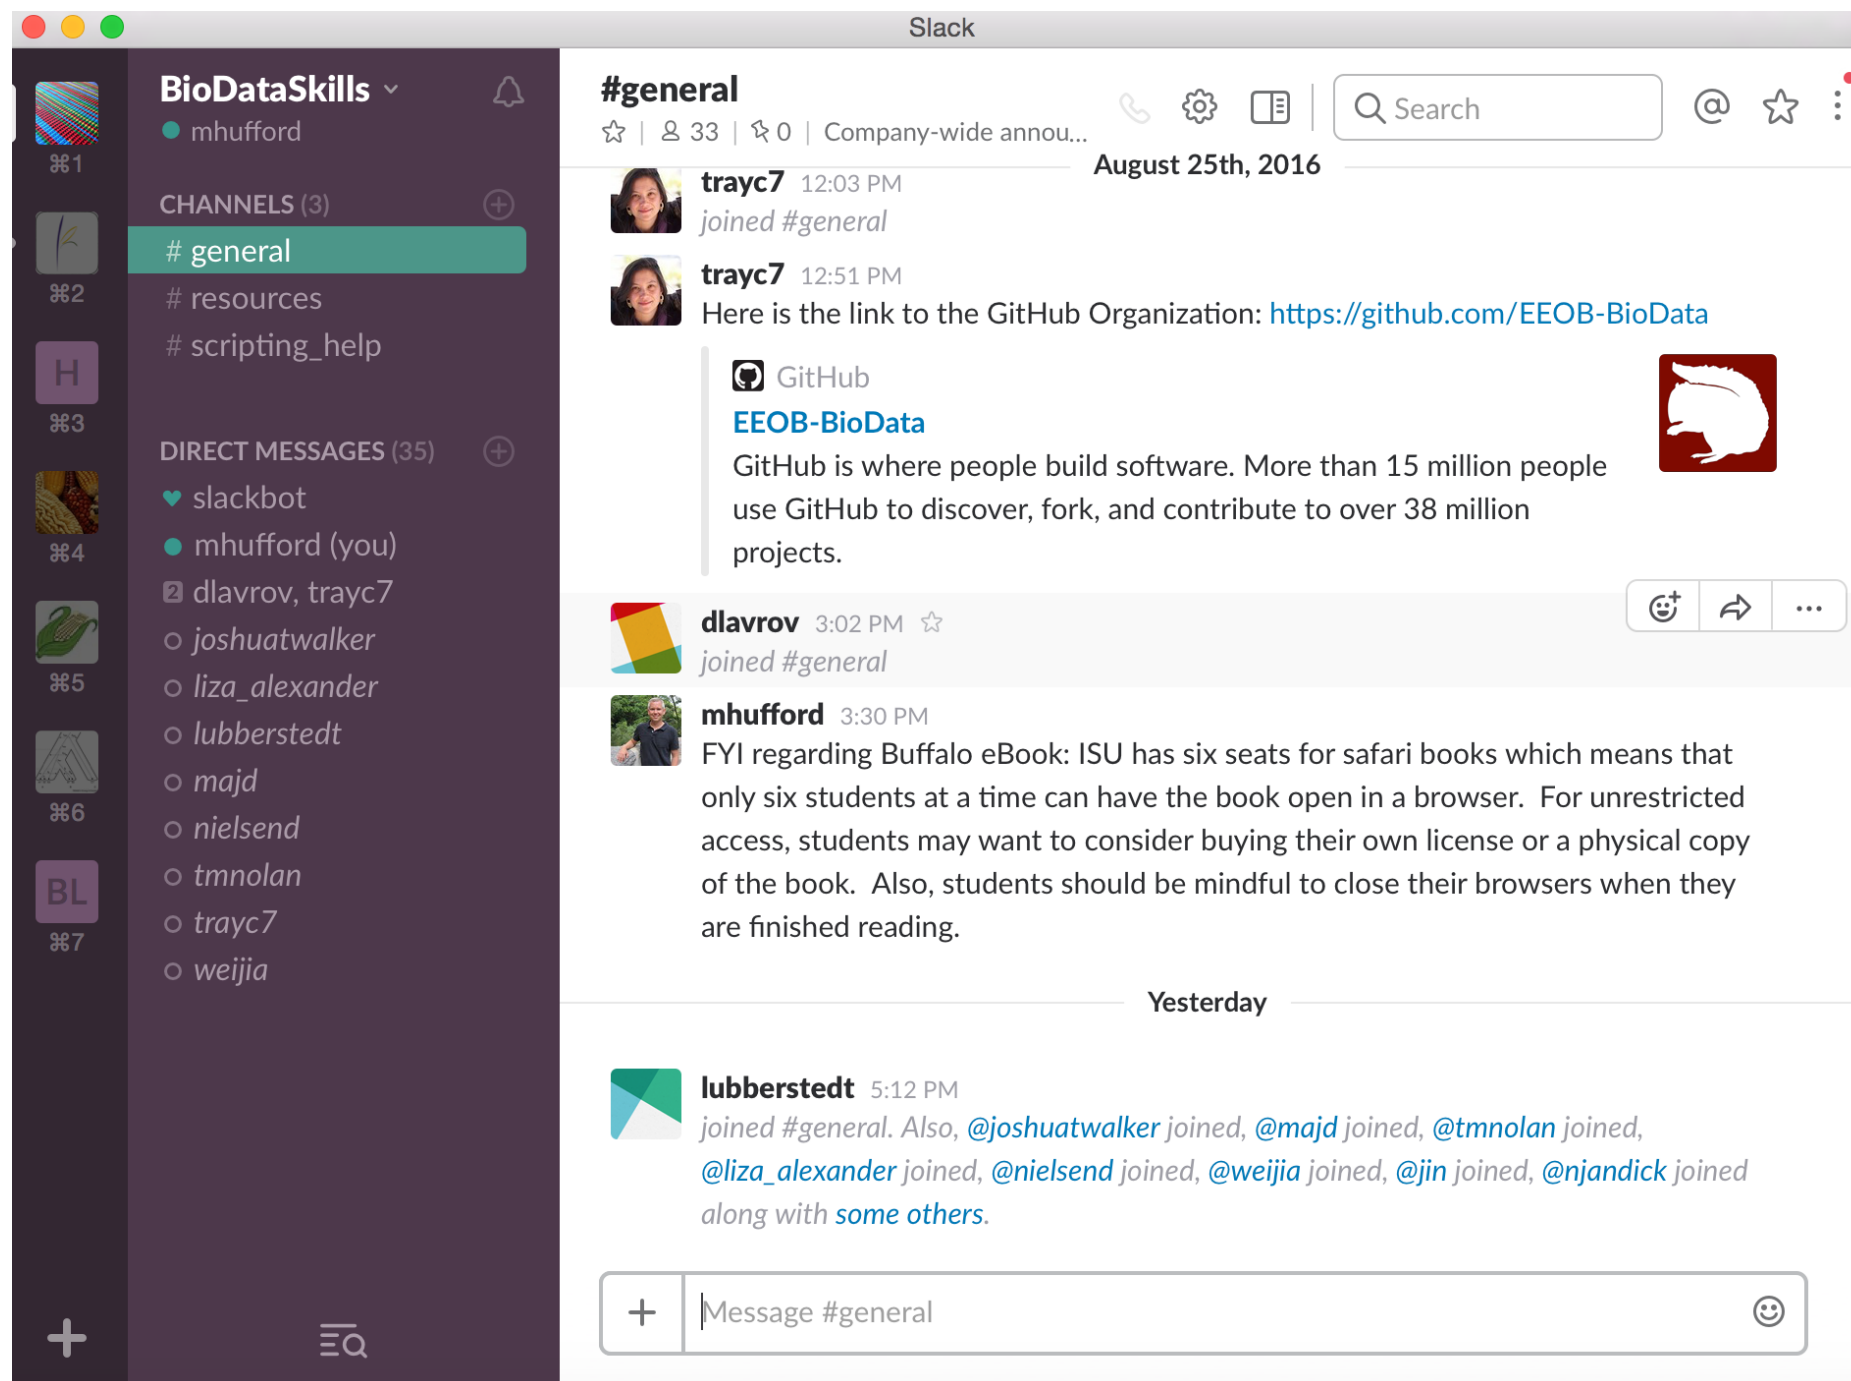 Slack
⌘1
⌘2
H
⌘3
⌘4
⌘5
⌘6
BL
⌘7
BioDataSkills
mhufford
CHANNELS (3)
# general
# resources
# scripting_help
DIRECT MESSAGES (35)
slackbot
mhufford (you)
2 dlavrov, trayc7
joshuatwalker
liza_alexander
lubberstedt
majd
nielsend
tmnolan
trayc7
weijia
#general
33 | 0 | Company-wide annou...
Search
August 25th, 2016
trayc7 12:03 PM
joined #general
trayc7 12:51 PM
Here is the link to the GitHub Organization: https://github.com/EEOB-BioData
GitHub
EEOB-BioData
GitHub is where people build software. More than 15 million people
use GitHub to discover, fork, and contribute to over 38 million
projects.
dlavrov 3:02 PM
joined #general
mhufford 3:30 PM
FYI regarding Buffalo eBook: ISU has six seats for safari books which means that
only six students at a time can have the book open in a browser.  For unrestricted
access, students may want to consider buying their own license or a physical copy
of the book.  Also, students should be mindful to close their browsers when they
are finished reading.
Yesterday
lubberstedt 5:12 PM
joined #general. Also, @joshuatwalker joined, @majd joined, @tmnolan joined,
@liza_alexander joined, @nielsend joined, @weijia joined, @jin joined, @njandick joined
along with some others.
Message #general